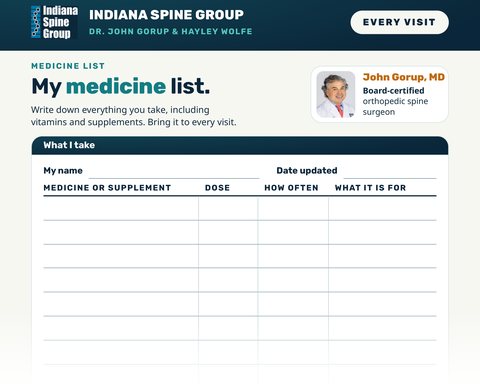 Indiana
Spine
Group
INDIANA SPINE GROUP
DR. JOHN GORUP & HAYLEY WOLFE
EVERY VISIT
MEDICINE LIST
My medicine list.
Write down everything you take, including
vitamins and supplements. Bring it to every visit.
John Gorup, MD
Board-certified
orthopedic spine
surgeon
What I take
My name
Date updated
MEDICINE OR SUPPLEMENT
DOSE
HOW OFTEN
WHAT IT IS FOR